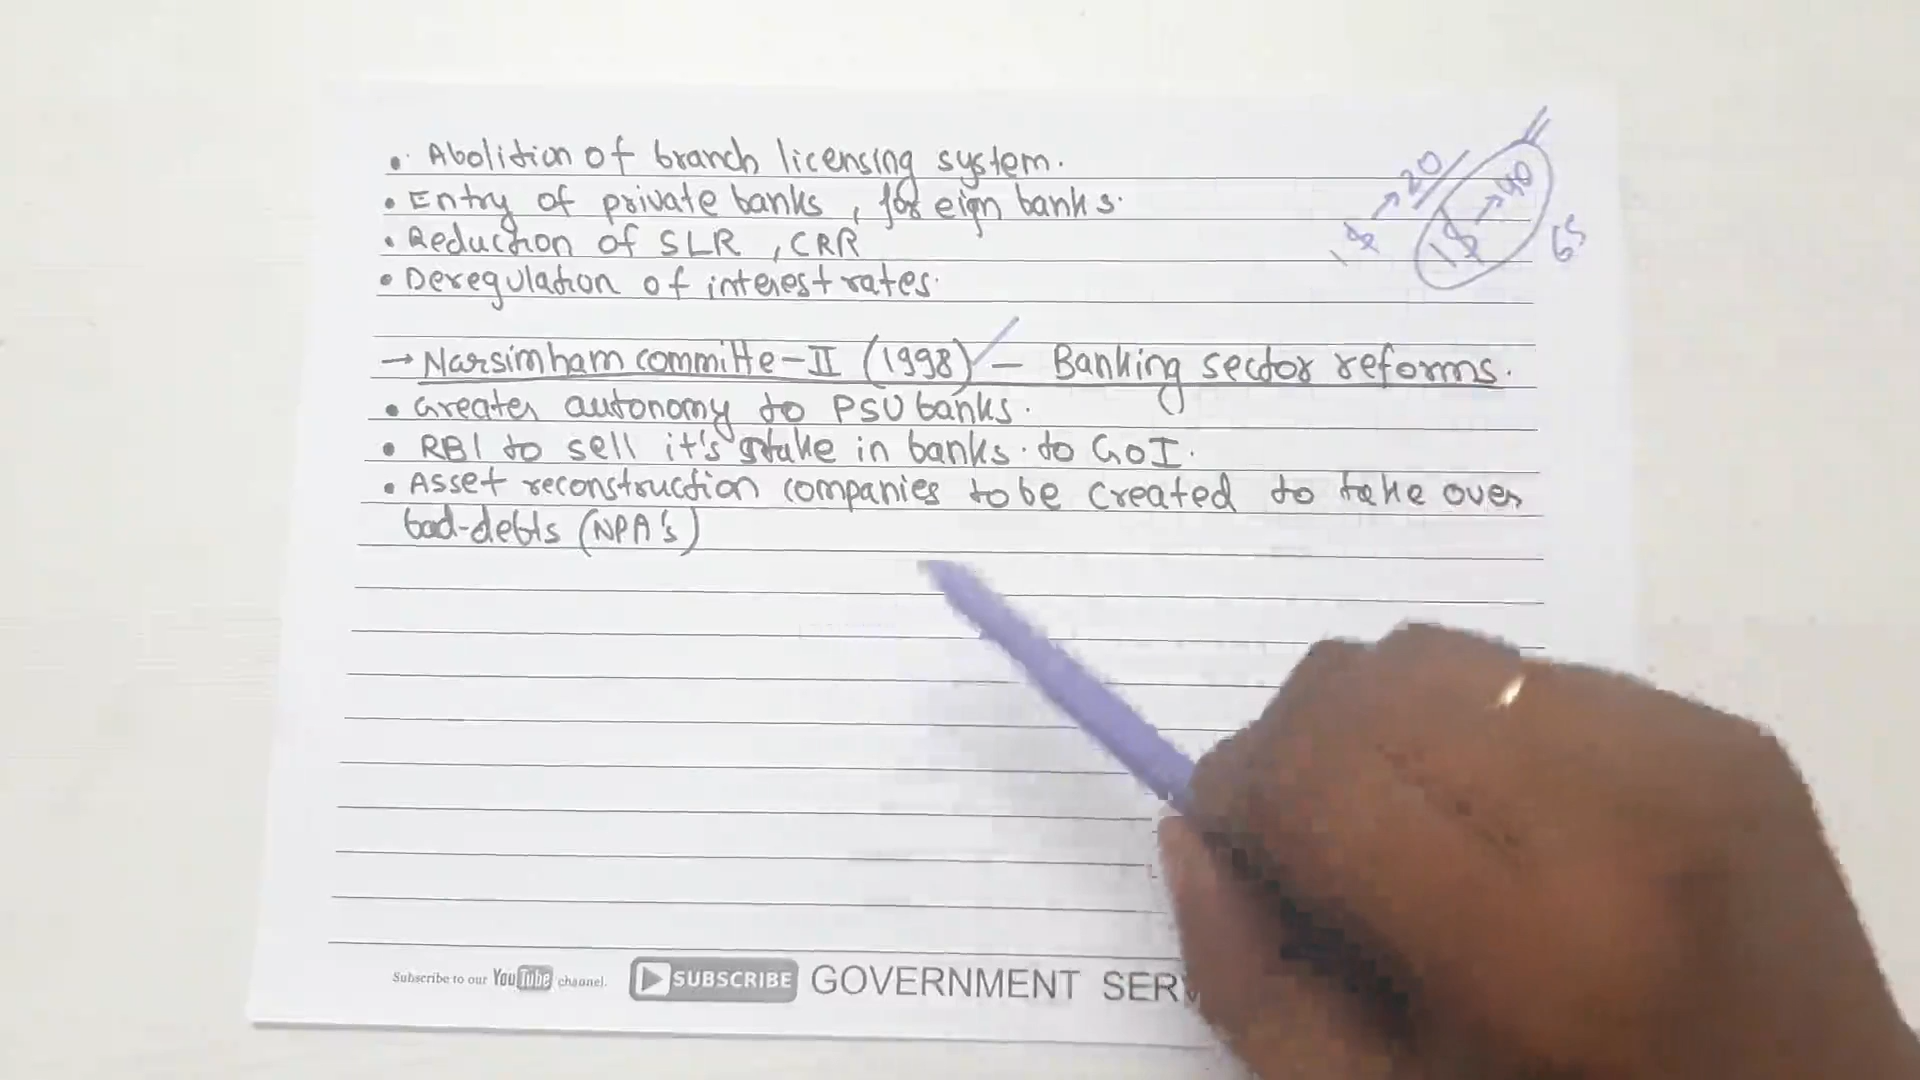 • Abolition of branch licensing system.
• Entry of private banks, foreign banks.
• Reduction of SLR, CRR
• Deregulation of interest rates.
1$ → 20
1$ → 40
65
→ Narsimham committe-II (1998) – Banking sector reforms.
• Greater autonomy to PSU banks.
• RBI to sell it's stake in banks. to GOI.
• Asset reconstruction companies to be created to take over
bad-debts (NPA's)
Subscribe to our YouTube channel. SUBSCRIBE GOVERNMENT